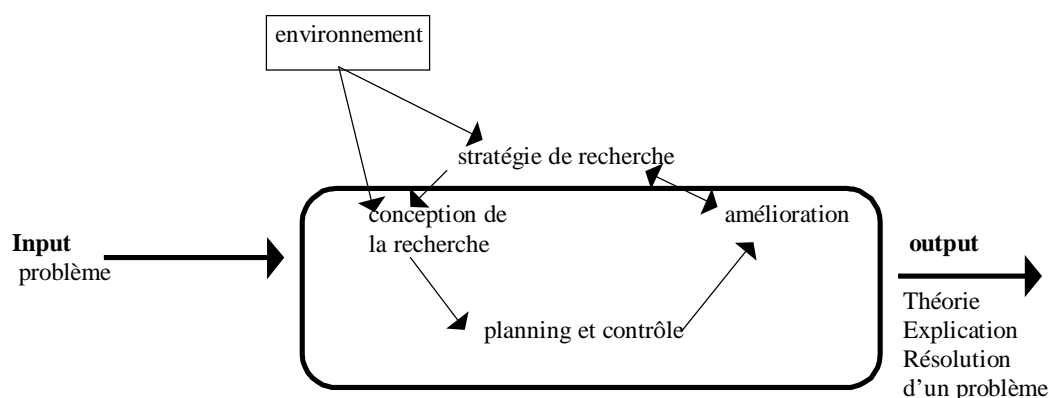 environnement
stratégie de recherche
conception de
la recherche
amélioration
Input
problème
output
planning et contrôle
Théorie
Explication
Résolution
d'un problème